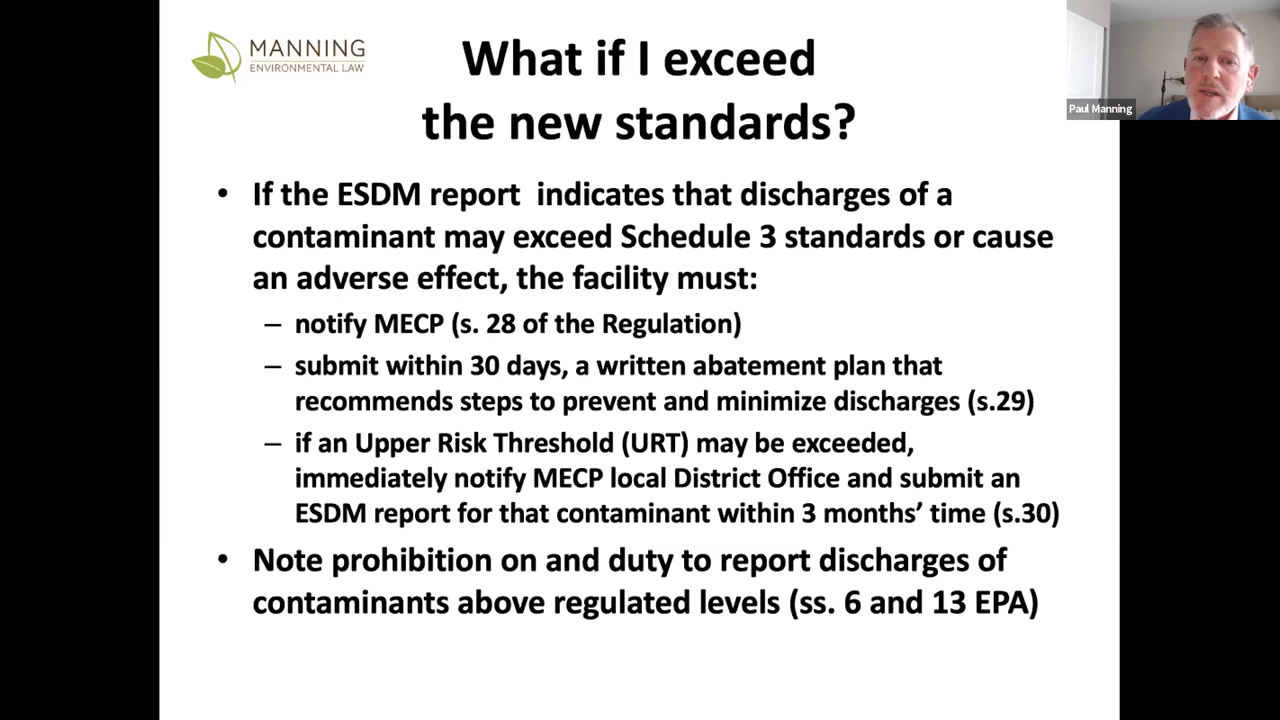 MANNING
ENVIRONMENTAL LAW
What if I exceed
the new standards?
Paul Manning
• If the ESDM report  indicates that discharges of a
contaminant may exceed Schedule 3 standards or cause
an adverse effect, the facility must:
– notify MECP (s. 28 of the Regulation)
– submit within 30 days, a written abatement plan that
recommends steps to prevent and minimize discharges (s.29)
– if an Upper Risk Threshold (URT) may be exceeded,
immediately notify MECP local District Office and submit an
ESDM report for that contaminant within 3 months’ time (s.30)
• Note prohibition on and duty to report discharges of
contaminants above regulated levels (ss. 6 and 13 EPA)